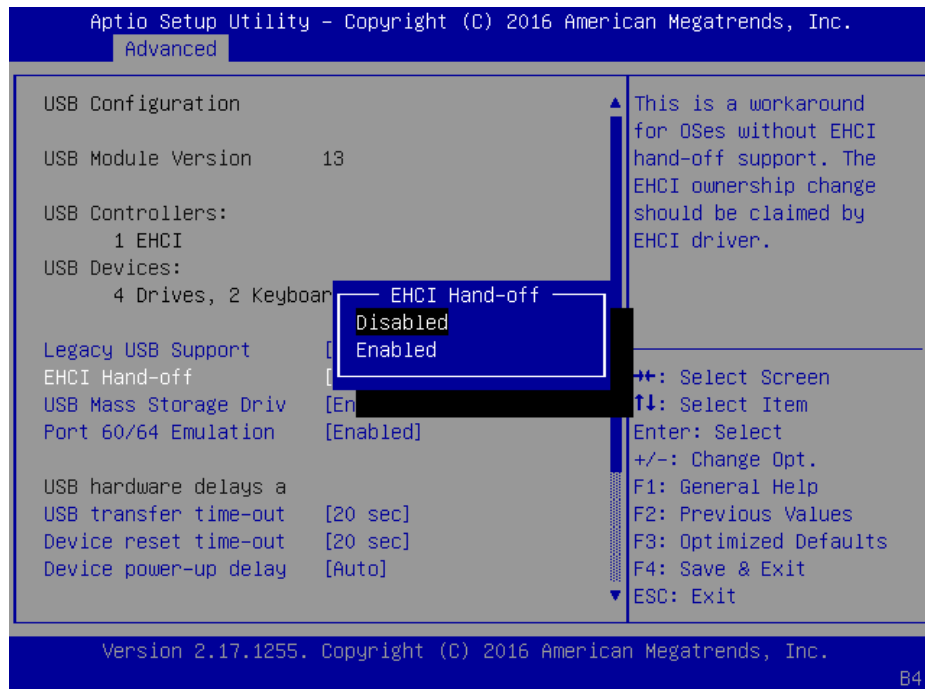 Aptio Setup Utility – Copyright (C) 2016 American Megatrends, Inc.
Advanced
USB Configuration
USB Module Version 13
USB Controllers:
1 EHCI
USB Devices:
4 Drives, 2 Keyboar
Legacy USB Support [
EHCI Hand-off [
USB Mass Storage Driv [En
Port 60/64 Emulation [Enabled]
USB hardware delays a
USB transfer time-out [20 sec]
Device reset time-out [20 sec]
Device power-up delay [Auto]
EHCI Hand-off
Disabled
Enabled
This is a workaround
for OSes without EHCI
hand-off support. The
EHCI ownership change
should be claimed by
EHCI driver.
→←: Select Screen
↑↓: Select Item
Enter: Select
+/-: Change Opt.
F1: General Help
F2: Previous Values
F3: Optimized Defaults
F4: Save & Exit
ESC: Exit
Version 2.17.1255. Copyright (C) 2016 American Megatrends, Inc.
B4